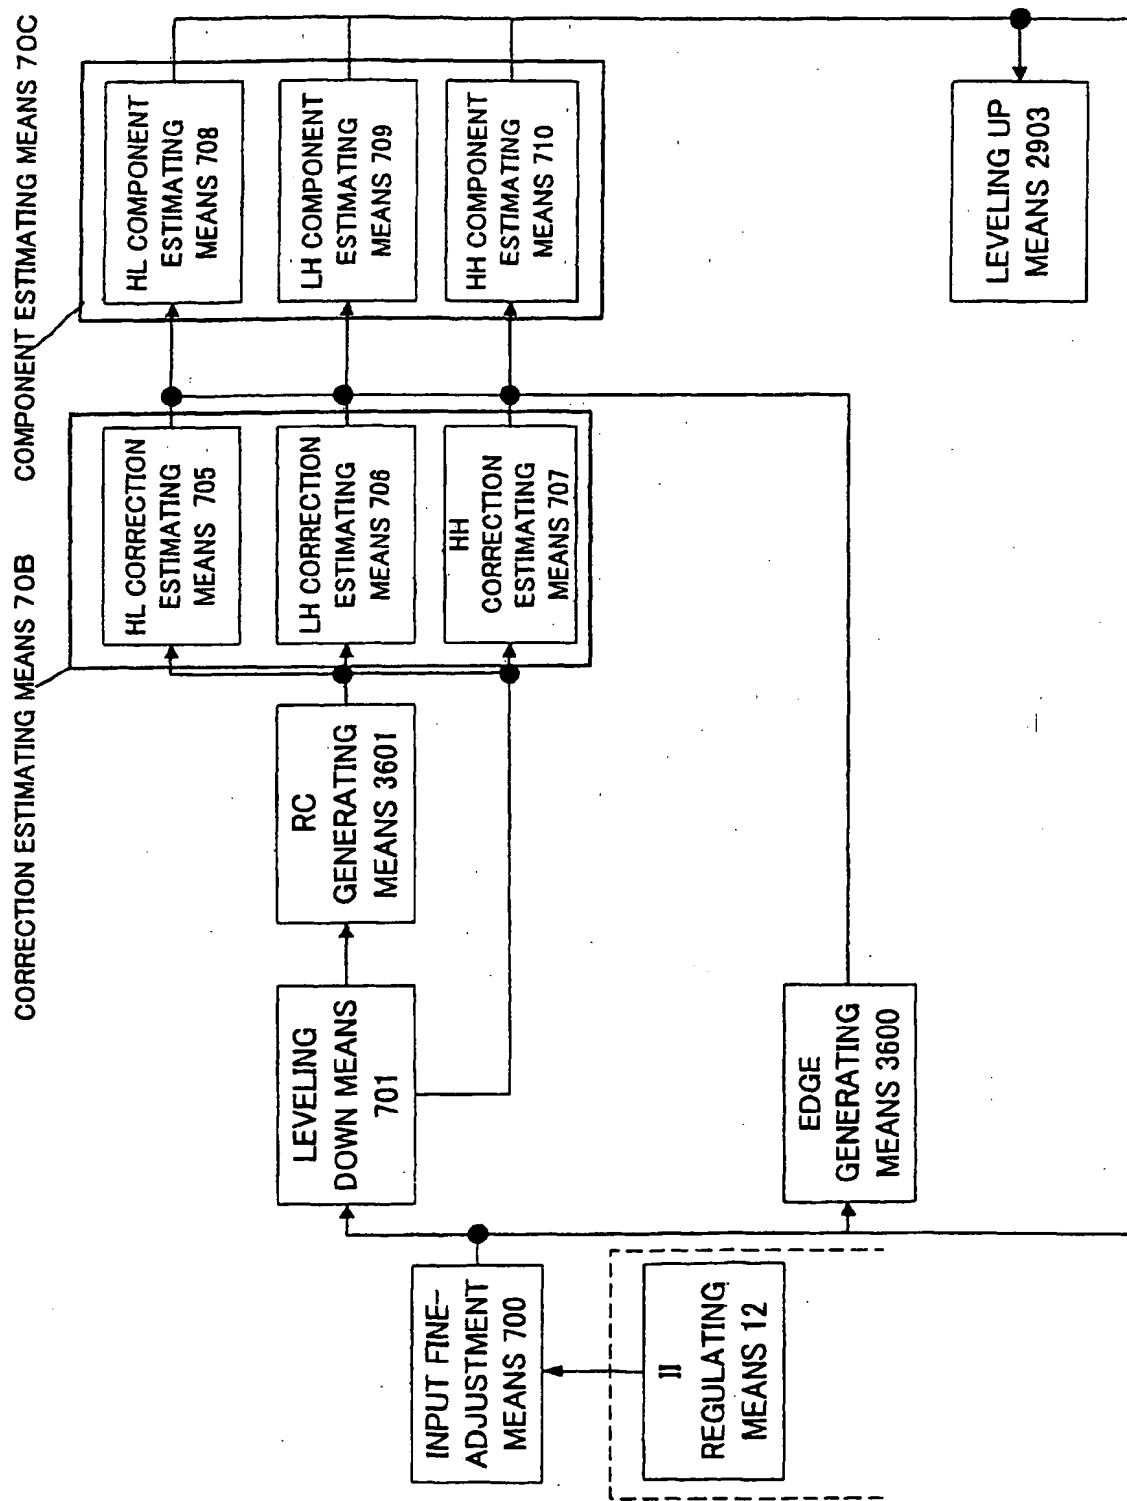 CORRECTION ESTIMATING MEANS 70B
COMPONENT ESTIMATING MEANS 70C
HL CORRECTION
ESTIMATING
MEANS 705
HL COMPONENT
ESTIMATING
MEANS 708
LEVELING
DOWN MEANS
701
RC
GENERATING
MEANS 3601
LH CORRECTION
ESTIMATING
MEANS 706
LH COMPONENT
ESTIMATING
MEANS 709
INPUT FINE-
ADJUSTMENT
MEANS 700
HH
CORRECTION
ESTIMATING
MEANS 707
HH COMPONENT
ESTIMATING
MEANS 710
II
REGULATING
MEANS 12
EDGE
GENERATING
MEANS 3600
LEVELING UP
MEANS 2903